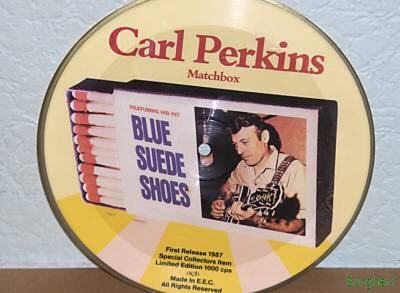 Carl Perkins
Matchbox
FEATURING HIS HIT
BLUE
SUEDE
SHOES
First Release 1987
Special Collectors Item
Limited Edition 1000 cps
Made In E.E.C.
All Rights Reserved